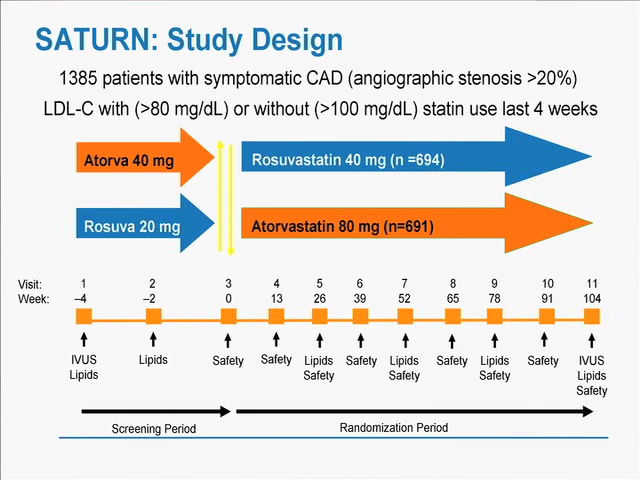 SATURN: Study Design
1385 patients with symptomatic CAD (angiographic stenosis >20%)
LDL-C with (>80 mg/dL) or without (>100 mg/dL) statin use last 4 weeks
Atorva 40 mg
Rosuvastatin 40 mg (n =694)
Rosuva 20 mg
Atorvastatin 80 mg (n=691)
Visit: 1 2 3 4 5 6 7 8 9 10 11
Week: –4 –2 0 13 26 39 52 65 78 91 104
IVUS Lipids Safety Safety Lipids Safety Lipids Safety Lipids Safety IVUS
Lipids Safety Safety Safety Lipids
Safety
Screening Period
Randomization Period